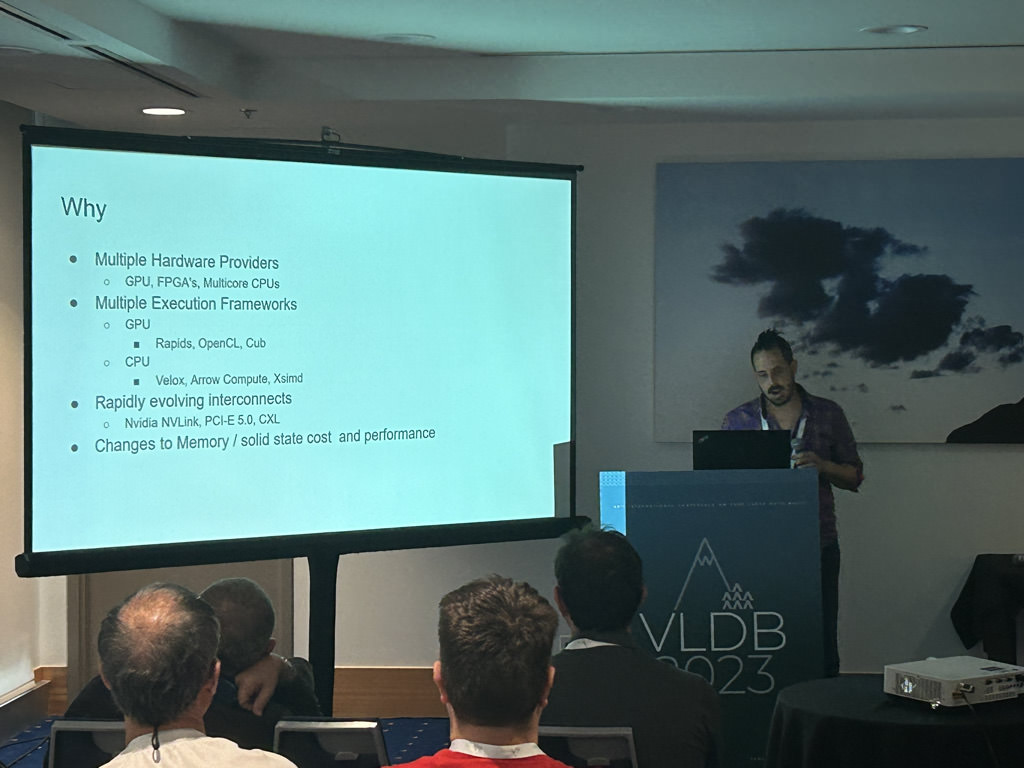 Why
● Multiple Hardware Providers
○ GPU, FPGA's, Multicore CPUs
● Multiple Execution Frameworks
○ GPU
■ Rapids, OpenCL, Cub
○ CPU
■ Velox, Arrow Compute, Xsimd
● Rapidly evolving interconnects
○ Nvidia NVLink, PCI-E 5.0, CXL
● Changes to Memory / solid state cost and performance
VLDB
2023